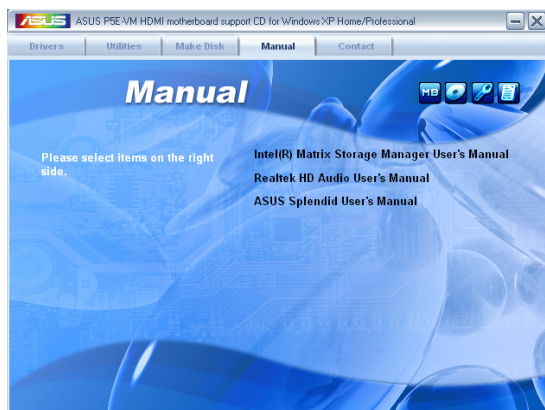 ASUS
ASUS P5E-VM HDMI motherboard support CD for Windows XP Home/Professional
Drivers
Utilities
Make Disk
Manual
Contact
Manual
MB
Please select items on the right
side.
Intel(R) Matrix Storage Manager User's Manual
Realtek HD Audio User's Manual
ASUS Splendid User's Manual